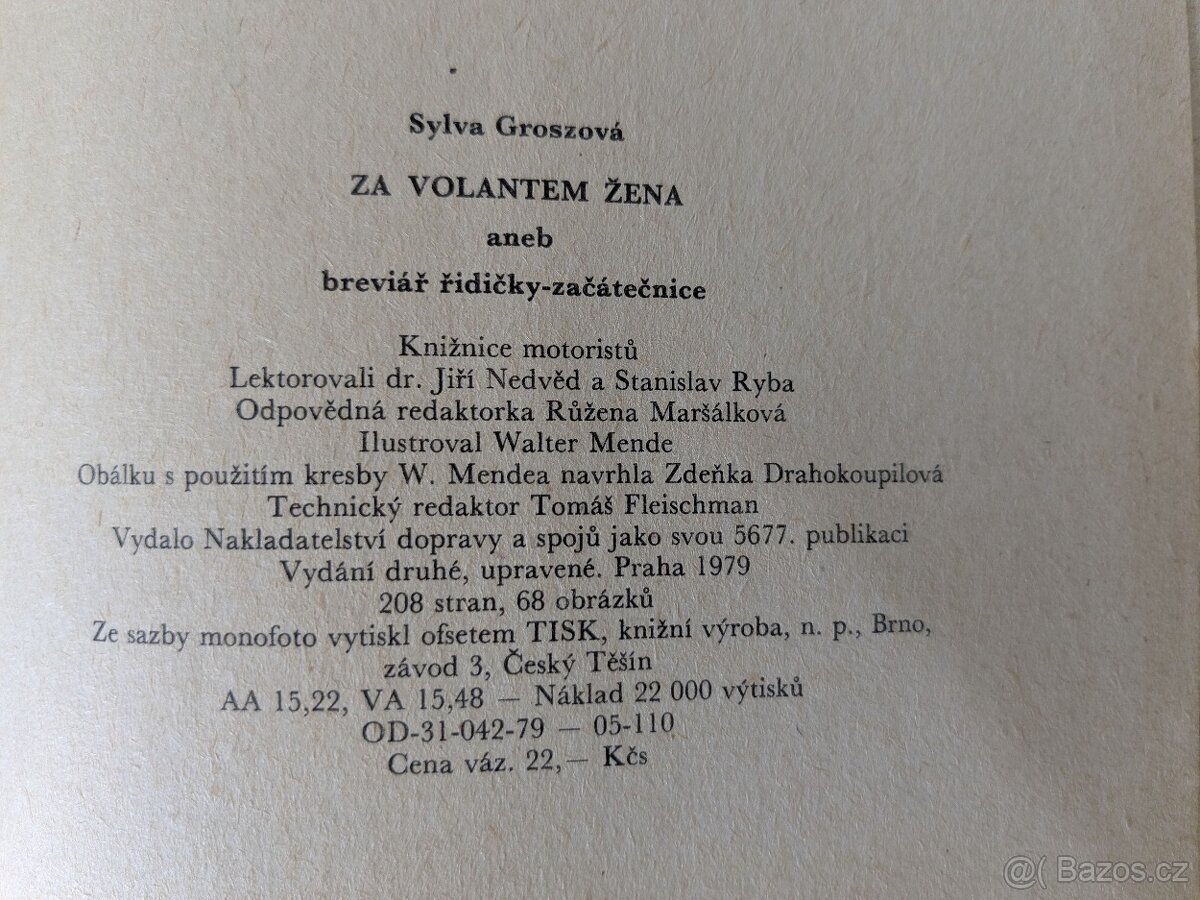 Sylva Groszová
ZA VOLANTEM ŽENA
aneb
breviář řidičky-začátečnice
Knižnice motoristů
Lektorovali dr. Jiří Nedvěd a Stanislav Ryba
Odpovědná redaktorka Růžena Maršálková
Ilustroval Walter Mende
Obálku s použitím kresby W. Mendea navrhla Zdeňka Drahokoupilová
Technický redaktor Tomáš Fleischman
Vydalo Nakladatelství dopravy a spojů jako svou 5677. publikaci
Vydání druhé, upravené. Praha 1979
208 stran, 68 obrázků
Ze sazby monofoto vytiskl ofsetem TISK, knižní výroba, n. p., Brno,
závod 3, Český Těšín
AA 15,22, VA 15,48 — Náklad 22 000 výtisků
OD-31-042-79 — 05-110
Cena váz. 22,— Kčs
@( Bazos.cz